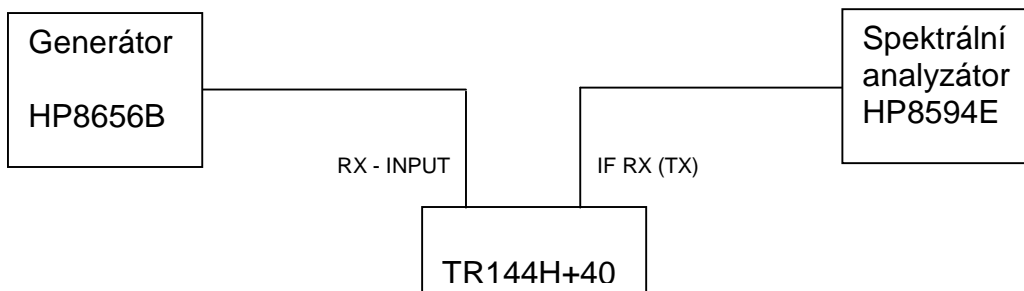 Generátor
HP8656B
Spektrální
analyzátor
HP8594E
RX - INPUT
IF RX (TX)
TR144H+40